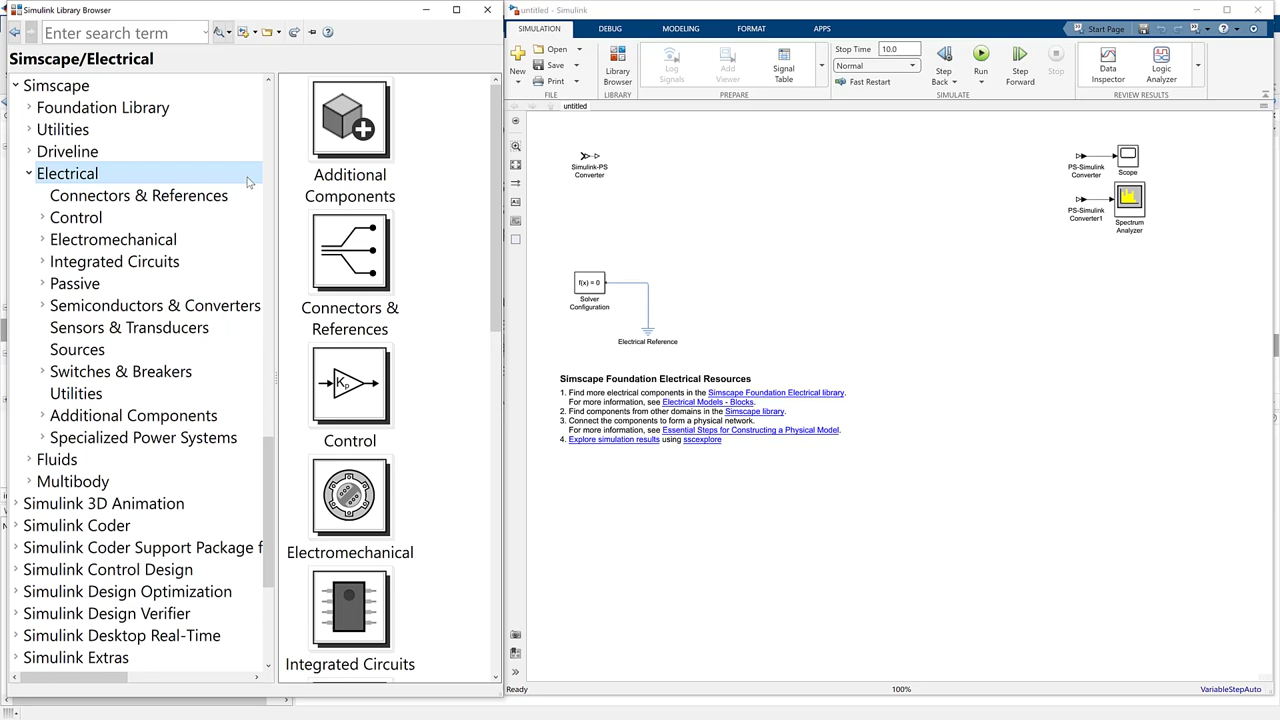 Simulink Library Browser
Enter search term
Simscape/Electrical
Simscape
Foundation Library
Utilities
Driveline
Electrical
Connectors & References
Control
Electromechanical
Integrated Circuits
Passive
Semiconductors & Converters
Sensors & Transducers
Sources
Switches & Breakers
Utilities
Additional Components
Specialized Power Systems
Fluids
Multibody
Simulink 3D Animation
Simulink Coder
Simulink Coder Support Package f
Simulink Control Design
Simulink Design Optimization
Simulink Design Verifier
Simulink Desktop Real-Time
Simulink Extras
Additional
Components
Connectors &
References
Kp
Control
Electromechanical
Integrated Circuits
untitled - Simulink
SIMULATION
DEBUG
MODELING
FORMAT
APPS
Start Page
New
Open
Save
Print
FILE
Library
Browser
LIBRARY
Log
Signals
Add
Viewer
Signal
Table
PREPARE
Stop Time 10.0
Normal
Fast Restart
Step
Back
Run
Step
Forward
Stop
SIMULATE
Data
Inspector
Logic
Analyzer
REVIEW RESULTS
untitled
Simulink-PS
Converter
PS-Simulink
Converter
Scope
PS-Simulink
Converter1
Spectrum
Analyzer
f(x) = 0
Solver
Configuration
Electrical Reference
Simscape Foundation Electrical Resources
1. Find more electrical components in the Simscape Foundation Electrical library.
For more information, see Electrical Models - Blocks.
2. Find components from other domains in the Simscape library.
3. Connect the components to form a physical network.
For more information, see Essential Steps for Constructing a Physical Model.
4. Explore simulation results using sscexplore
Ready
100%
VariableStepAuto